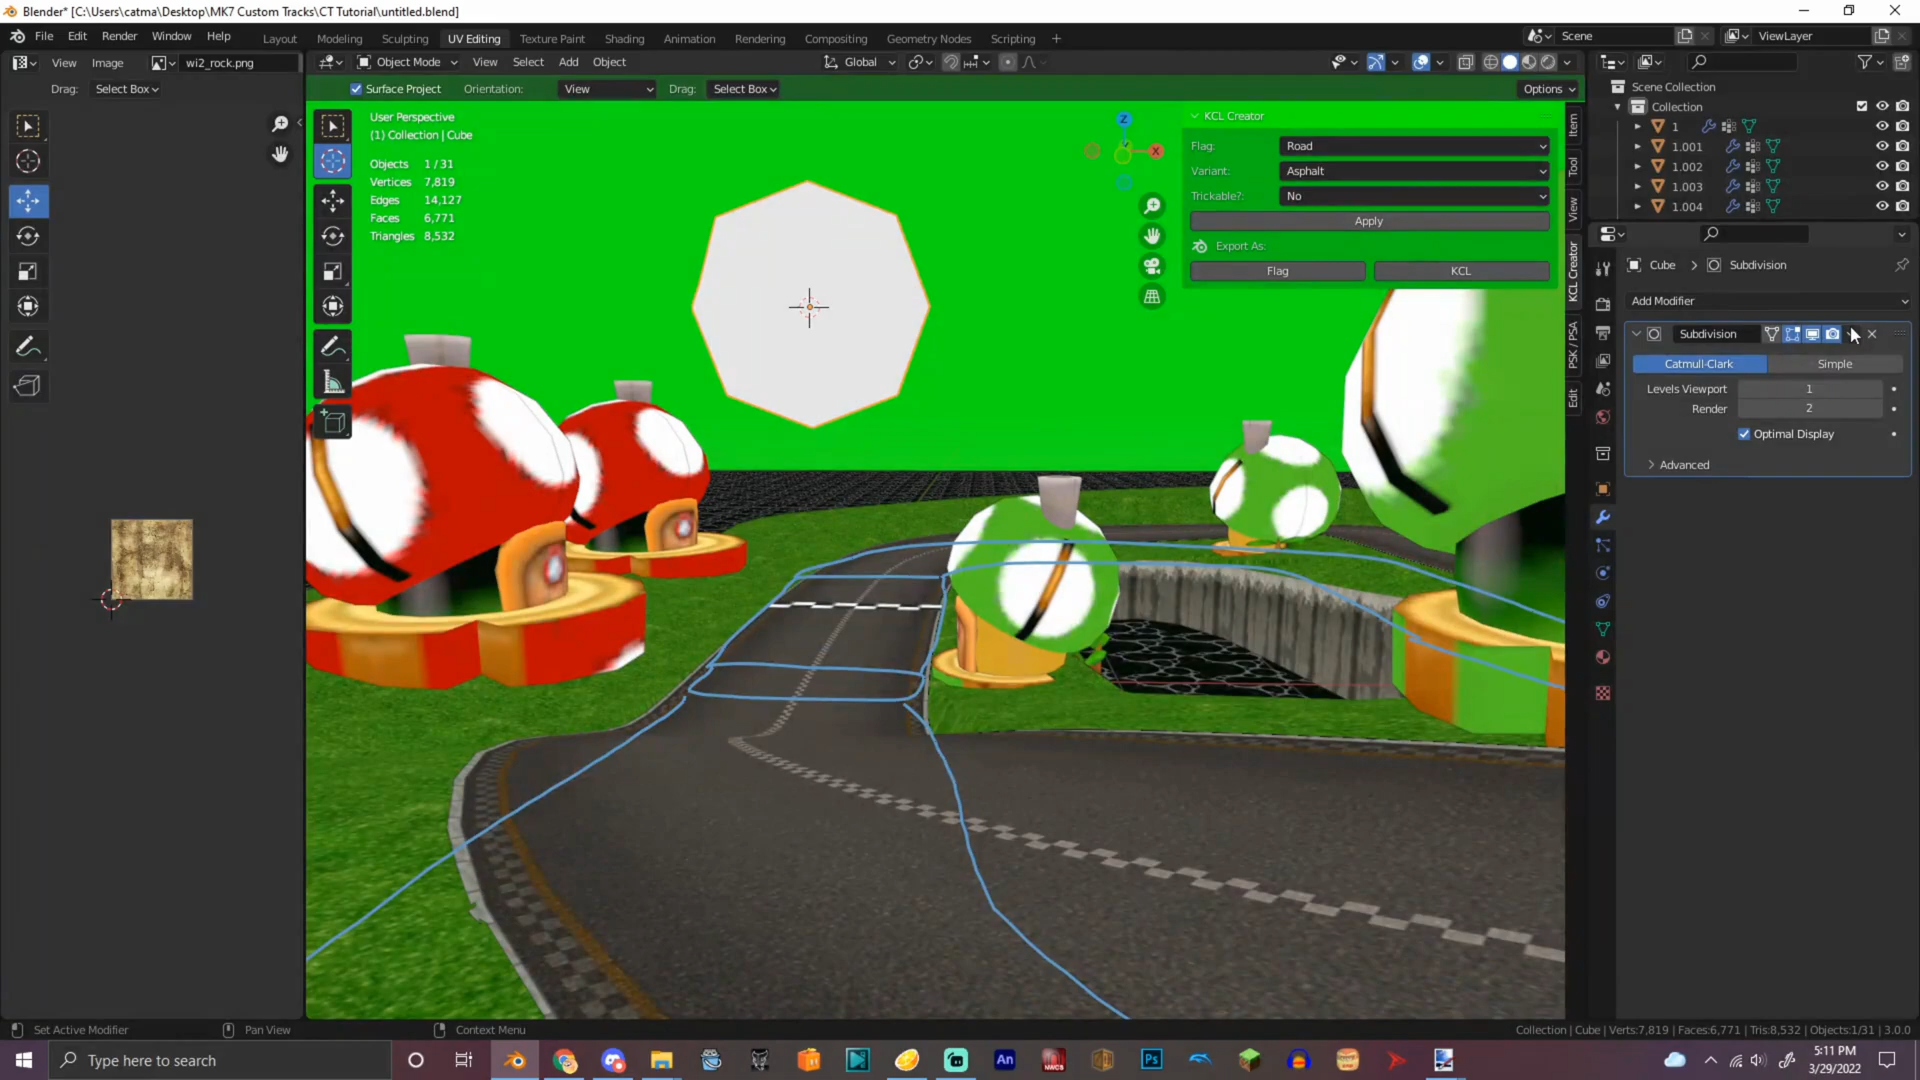 Blender* [C:\Users\catma\Desktop\MK7 Custom Tracks\CT Tutorial\untitled.blend]
File Edit Render Window Help Layout Modeling Sculpting UV Editing Texture Paint Shading Animation Rendering Compositing Geometry Nodes Scripting + Scene ViewLayer
View Image wi2_rock.png Object Mode View Select Add Object Global
Drag: Select Box Surface Project Orientation: View Drag: Select Box Options
Scene Collection
Collection
1
1.001
1.002
1.003
1.004
User Perspective
(1) Collection | Cube
Objects 1 / 31
Vertices 7,819
Edges 14,127
Faces 6,771
Triangles 8,532
Z
X
KCL Creator
Flag: Road
Variant: Asphalt
Trickable?: No
Apply
Export As:
Flag KCL
Item
Tool
View
KCL Creator
PSK / PSA
Edit
Cube > Subdivision
Add Modifier
Subdivision
Catmull-Clark Simple
Levels Viewport 1
Render 2
Optimal Display
Advanced
Set Active Modifier Pan View Context Menu Collection | Cube | Verts:7,819 | Faces:6,771 | Tris:8,532 | Objects:1/31 | 3.0.0
Type here to search
An
NWCS
Ps
5:11 PM
3/29/2022